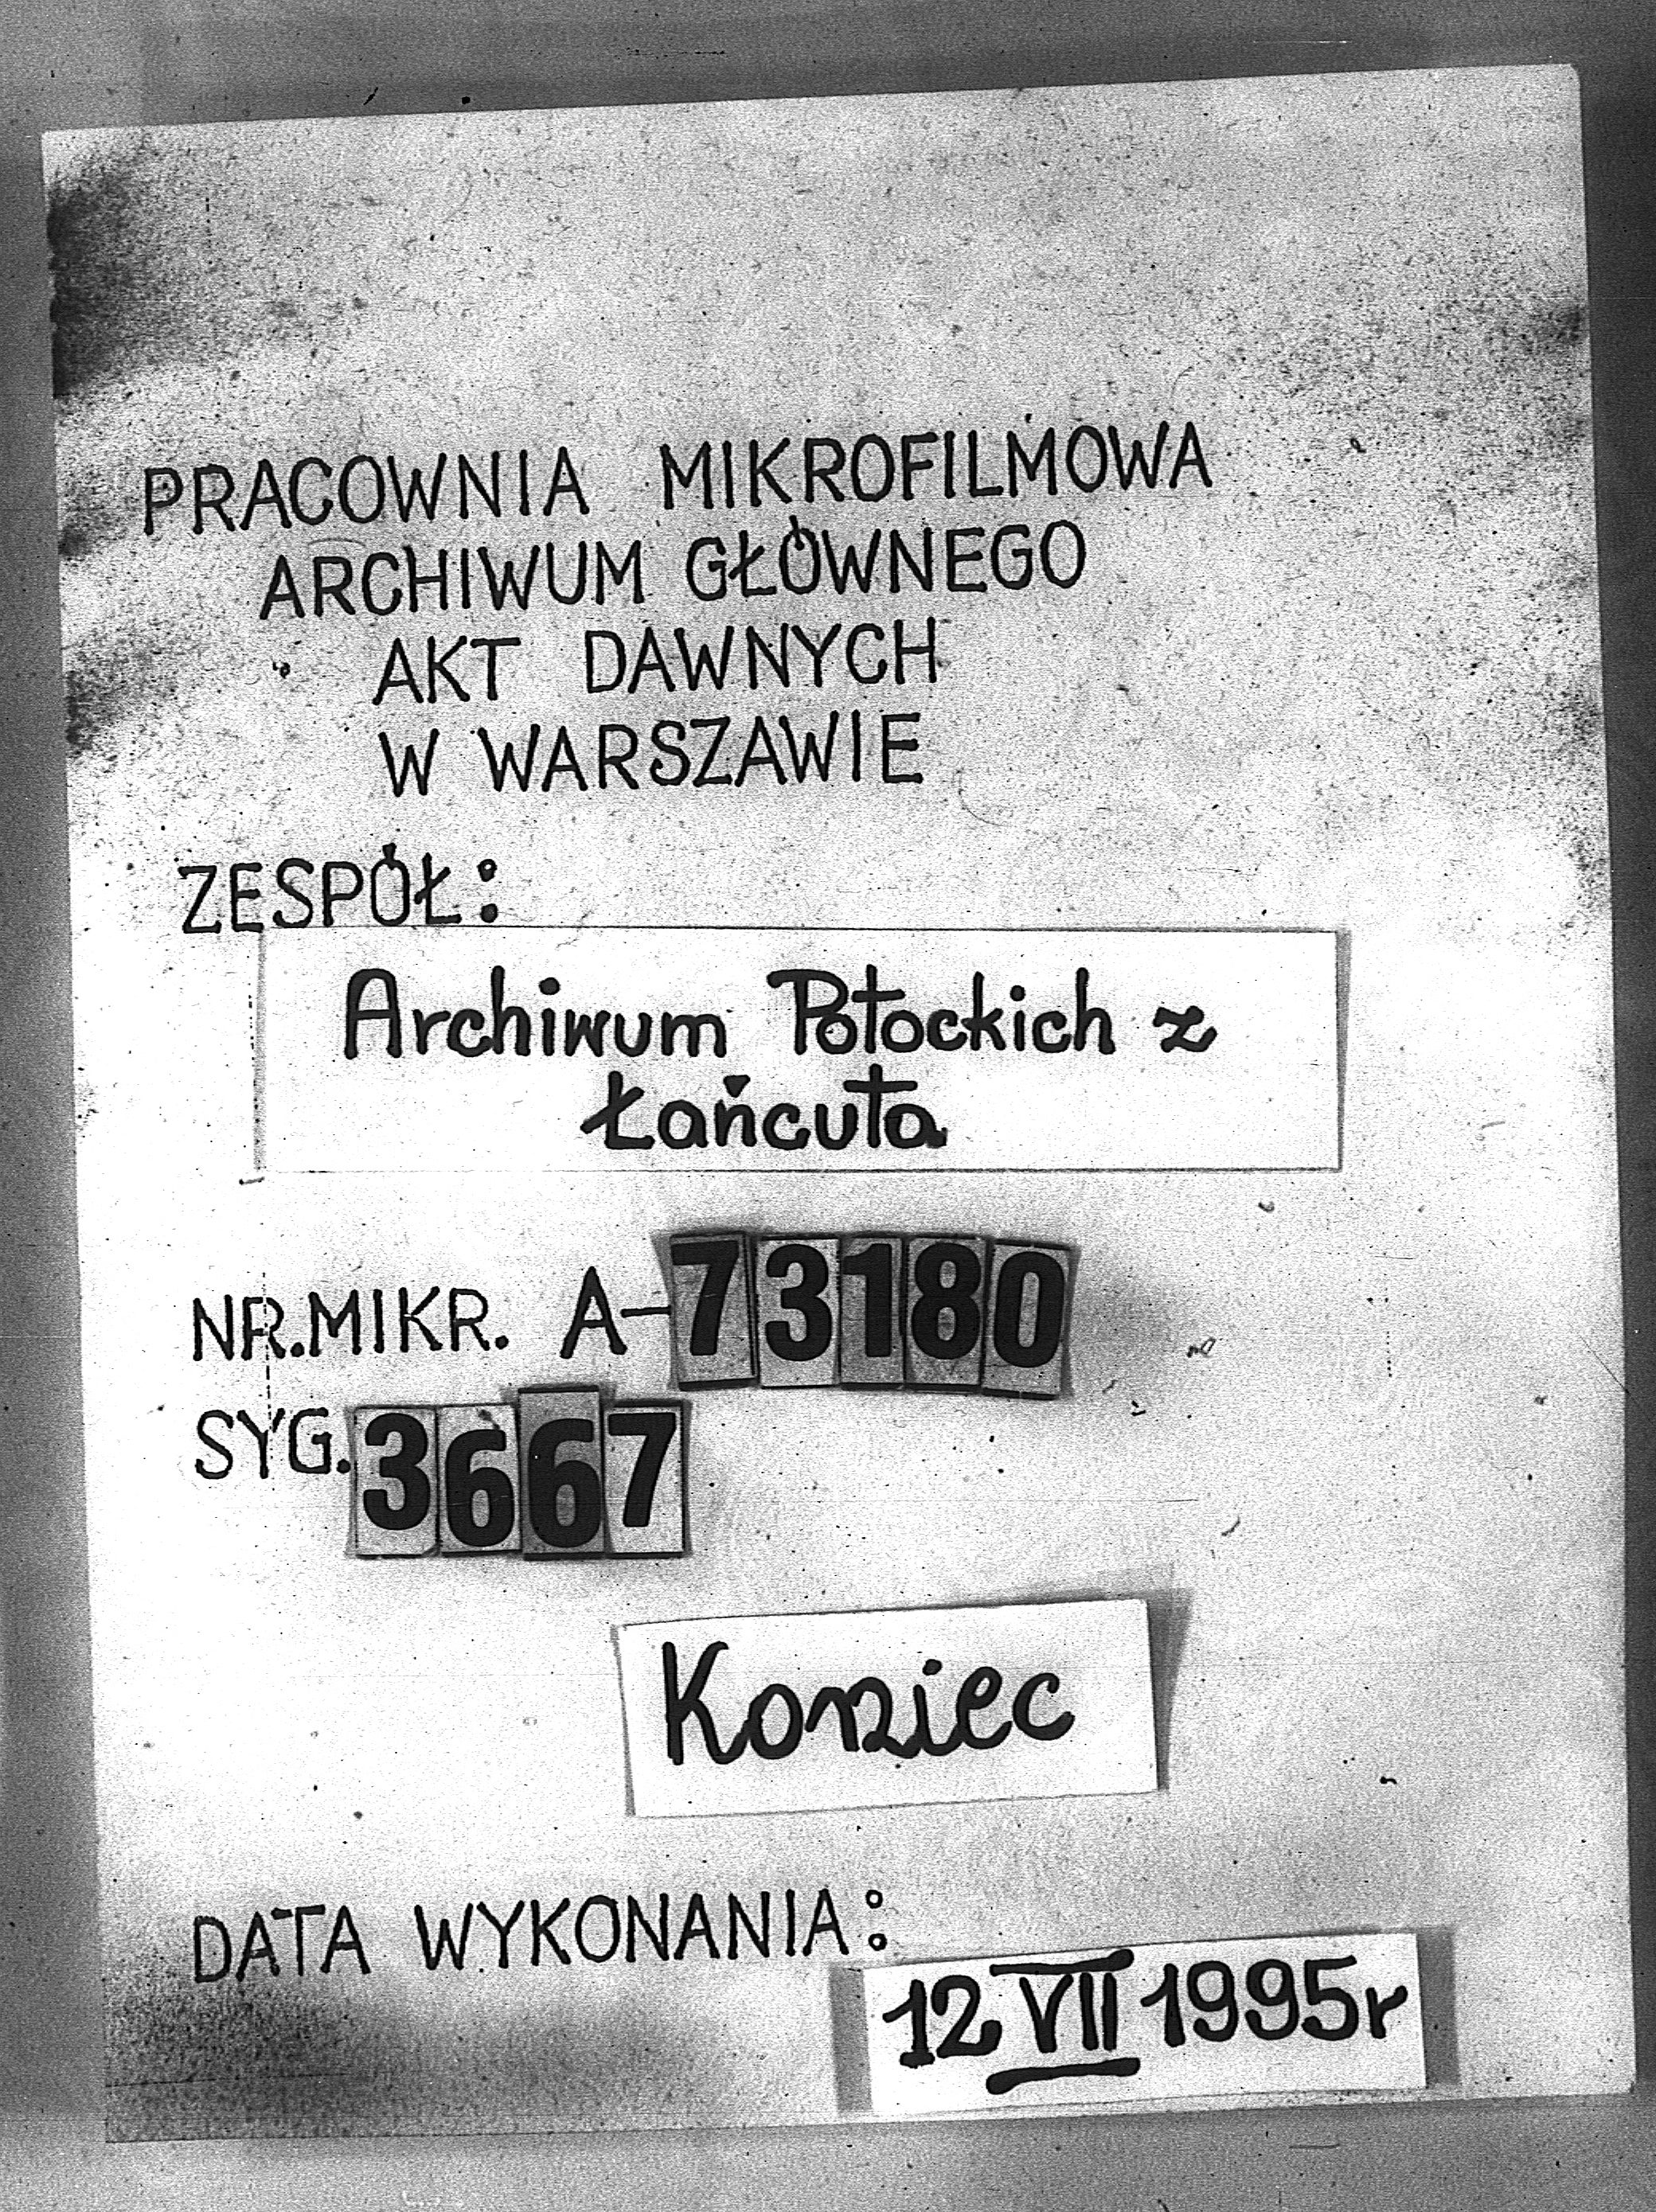 PRACOWNIA MIKROFILMOWA
ARCHIWUM GŁÓWNEGO
AKT DAWNYCH
W WARSZAWIE
ZESPÓŁ:
Archiwum Potockich z
Łańcuta
NR.MIKR. A-73180
SYG. 3667
Koniec
DATA WYKONANIA:
12 VII 1995r